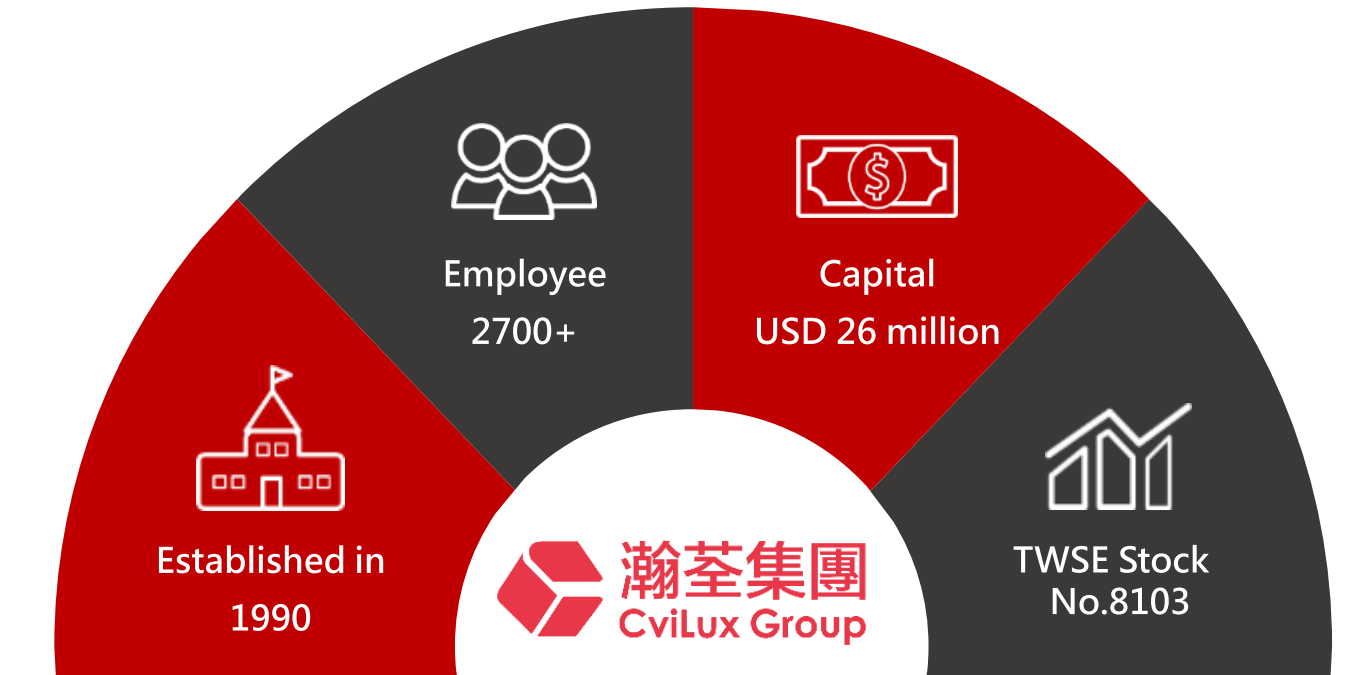 Employee
2700+
Capital
USD 26 million
Established in
1990
TWSE Stock
No.8103
瀚荃集團
CviLux Group